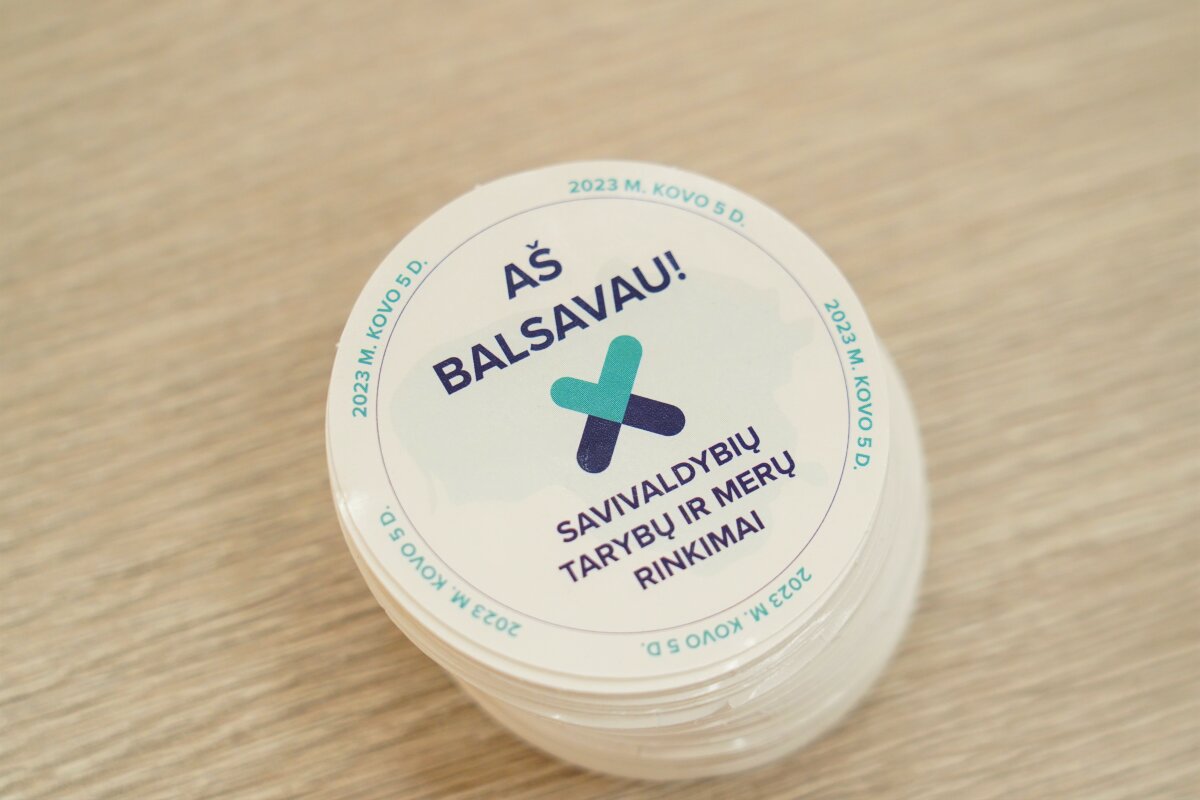 AŠ
BALSAVAU!
SAVIVALDYBIŲ
TARYBŲ IR MERŲ
RINKIMAI
2023 M. KOVO 5 D.
2023 M. KOVO 5 D.
2023 M. KOVO 5 D.
2023 M. KOVO 5 D.
2023 M. KOVO 5 D.